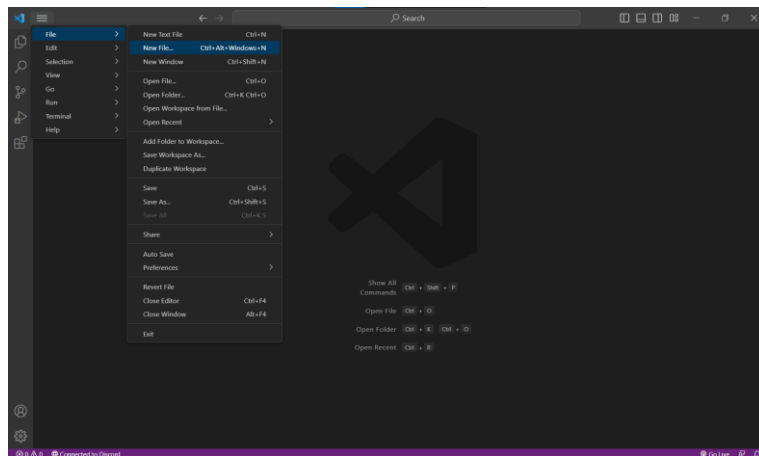 Search
File
Edit
Selection
View
Go
Run
Terminal
Help
New Text File Ctrl+N
New File... Ctrl+Alt+Windows+N
New Window Ctrl+Shift+N
Open File... Ctrl+O
Open Folder... Ctrl+K Ctrl+O
Open Workspace from File...
Open Recent
Add Folder to Workspace...
Save Workspace As...
Duplicate Workspace
Save Ctrl+S
Save As... Ctrl+Shift+S
Save All Ctrl+K S
Share
Auto Save
Preferences
Revert File
Close Editor Ctrl+F4
Close Window Alt+F4
Exit
Show All
Commands Ctrl + Shift + P
Open File Ctrl + O
Open Folder Ctrl + K Ctrl + O
Open Recent Ctrl + R
0 0 Connected to Discord Go Live